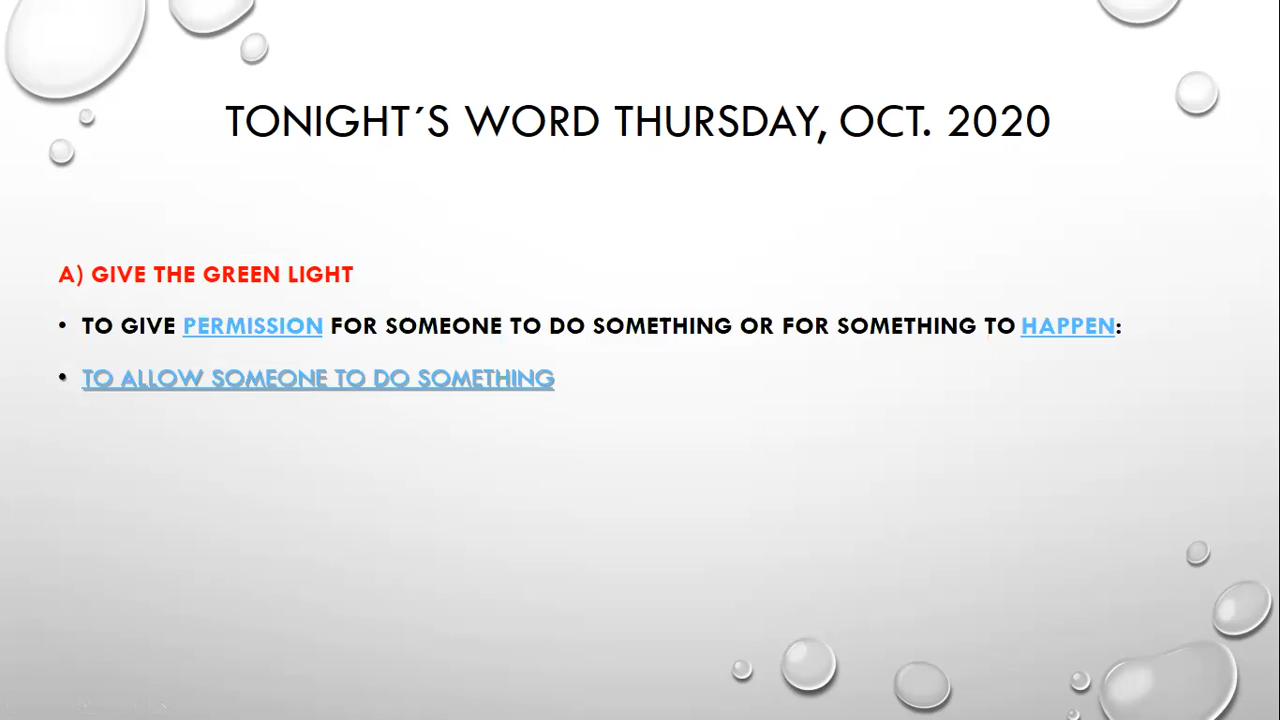 TONIGHT´S WORD THURSDAY, OCT. 2020
A) GIVE THE GREEN LIGHT
• TO GIVE PERMISSION FOR SOMEONE TO DO SOMETHING OR FOR SOMETHING TO HAPPEN:
• TO ALLOW SOMEONE TO DO SOMETHING